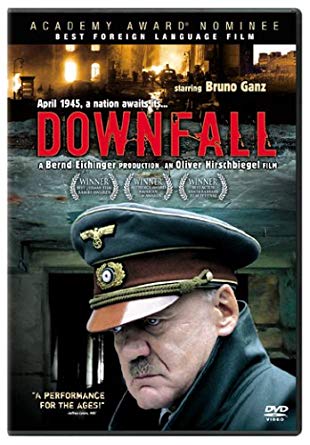 ACADEMY AWARD® NOMINEE
BEST FOREIGN LANGUAGE FILM
starring Bruno Ganz
April 1945, a nation awaits its...
DOWNFALL
A Bernd Eichinger PRODUCTION AN Oliver Hirschbiegel FILM
WINNER WINNER WINNER
"A PERFORMANCE
FOR THE AGES!"
DVD
VIDEO